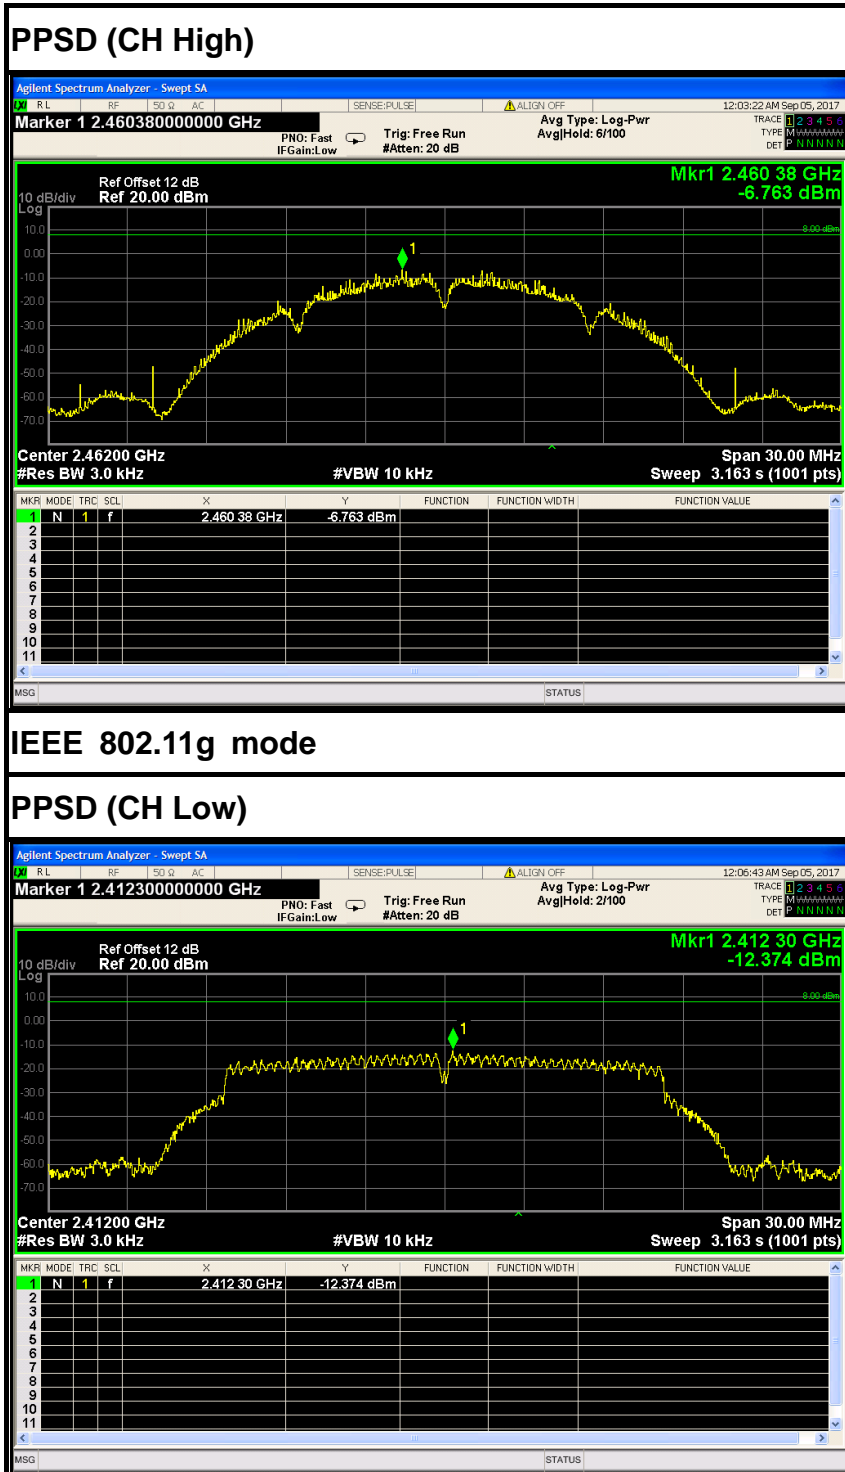 PPSD (CH High)
Agilent Spectrum Analyzer - Swept SA
LXI RL RF 50 Ω AC SENSE:PULSE ALIGN OFF 12:03:22 AM Sep 05, 2017
Marker 1 2.460380000000 GHz Avg Type: Log-Pwr TRACE 1 2 3 4 5 6
PNO: Fast Trig: Free Run Avg|Hold: 6/100 TYPE M WWWWW
IFGain:Low #Atten: 20 dB DET P N N N N N
Mkr1 2.460 38 GHz
Ref Offset 12 dB -6.763 dBm
10 dB/div Ref 20.00 dBm
Log
10.0 8.00 dBm
1
0.00
-10.0
-20.0
-30.0
-40.0
-50.0
-60.0
-70.0
Center 2.46200 GHz Span 30.00 MHz
#Res BW 3.0 kHz #VBW 10 kHz Sweep 3.163 s (1001 pts)
MKR MODE TRC SCL X Y FUNCTION FUNCTION WIDTH FUNCTION VALUE
1 N 1 f 2.460 38 GHz -6.763 dBm
2
3
4
5
6
7
8
9
10
11
MSG STATUS
IEEE 802.11g mode
PPSD (CH Low)
Agilent Spectrum Analyzer - Swept SA
LXI RL RF 50 Ω AC SENSE:PULSE ALIGN OFF 12:06:43 AM Sep 05, 2017
Marker 1 2.412300000000 GHz Avg Type: Log-Pwr TRACE 1 2 3 4 5 6
PNO: Fast Trig: Free Run Avg|Hold: 2/100 TYPE M WWWWW
IFGain:Low #Atten: 20 dB DET P N N N N N
Mkr1 2.412 30 GHz
Ref Offset 12 dB -12.374 dBm
10 dB/div Ref 20.00 dBm
Log
10.0 8.00 dBm
0.00
1
-10.0
-20.0
-30.0
-40.0
-50.0
-60.0
-70.0
Center 2.41200 GHz Span 30.00 MHz
#Res BW 3.0 kHz #VBW 10 kHz Sweep 3.163 s (1001 pts)
MKR MODE TRC SCL X Y FUNCTION FUNCTION WIDTH FUNCTION VALUE
1 N 1 f 2.412 30 GHz -12.374 dBm
2
3
4
5
6
7
8
9
10
11
MSG STATUS